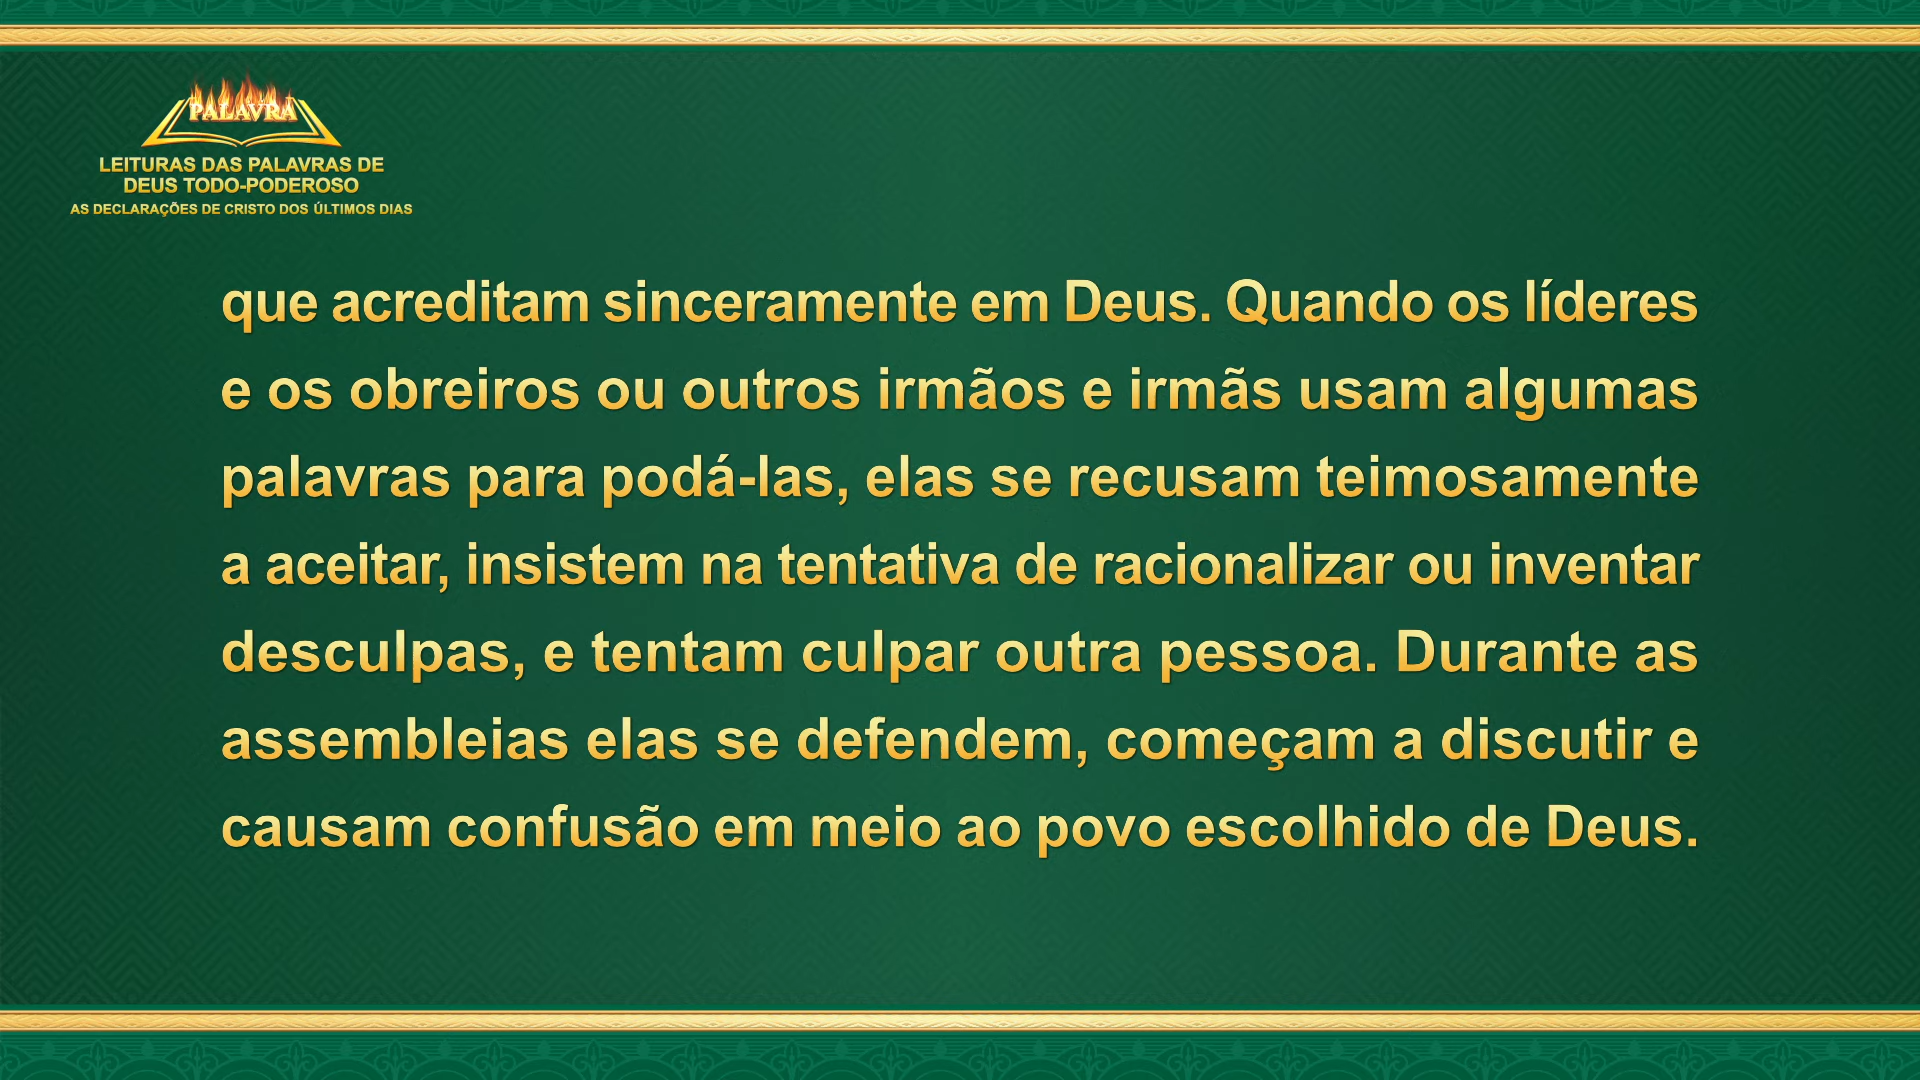 PALAVRA
LEITURAS DAS PALAVRAS DE
DEUS TODO-PODEROSO
AS DECLARAÇÕES DE CRISTO DOS ÚLTIMOS DIAS
que acreditam sinceramente em Deus. Quando os líderes
e os obreiros ou outros irmãos e irmãs usam algumas
palavras para podá-las, elas se recusam teimosamente
a aceitar, insistem na tentativa de racionalizar ou inventar
desculpas, e tentam culpar outra pessoa. Durante as
assembleias elas se defendem, começam a discutir e
causam confusão em meio ao povo escolhido de Deus.